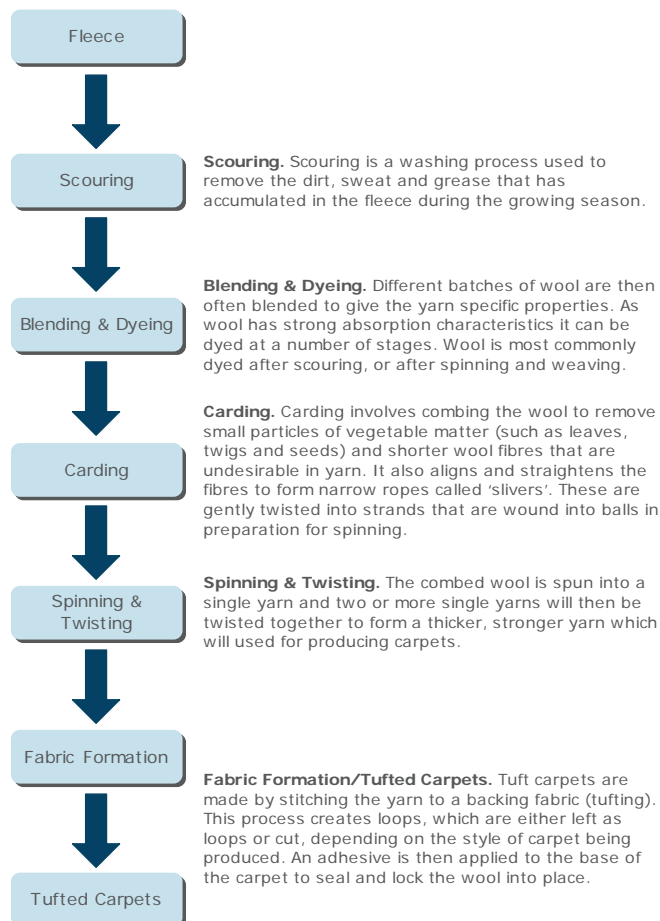 Fleece
Scouring
Scouring. Scouring is a washing process used to
remove the dirt, sweat and grease that has
accumulated in the fleece during the growing season.
Blending & Dyeing
Blending & Dyeing. Different batches of wool are then
often blended to give the yarn specific properties. As
wool has strong absorption characteristics it can be
dyed at a number of stages. Wool is most commonly
dyed after scouring, or after spinning and weaving.
Carding
Carding. Carding involves combing the wool to remove
small particles of vegetable matter (such as leaves,
twigs and seeds) and shorter wool fibres that are
undesirable in yarn. It also aligns and straightens the
fibres to form narrow ropes called ‘slivers’. These are
gently twisted into strands that are wound into balls in
preparation for spinning.
Spinning &
Twisting
Spinning & Twisting. The combed wool is spun into a
single yarn and two or more single yarns will then be
twisted together to form a thicker, stronger yarn which
will used for producing carpets.
Fabric Formation
Fabric Formation/Tufted Carpets. Tuft carpets are
made by stitching the yarn to a backing fabric (tufting).
This process creates loops, which are either left as
loops or cut, depending on the style of carpet being
produced. An adhesive is then applied to the base of
the carpet to seal and lock the wool into place.
Tufted Carpets